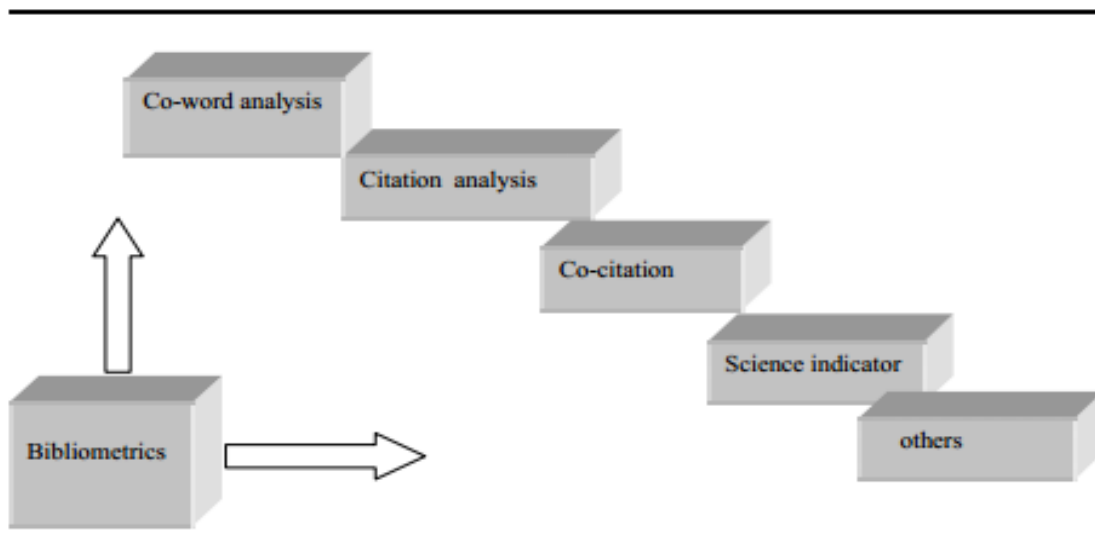 Co-word analysis
Citation analysis
Co-citation
Science indicator
others
Bibliometrics